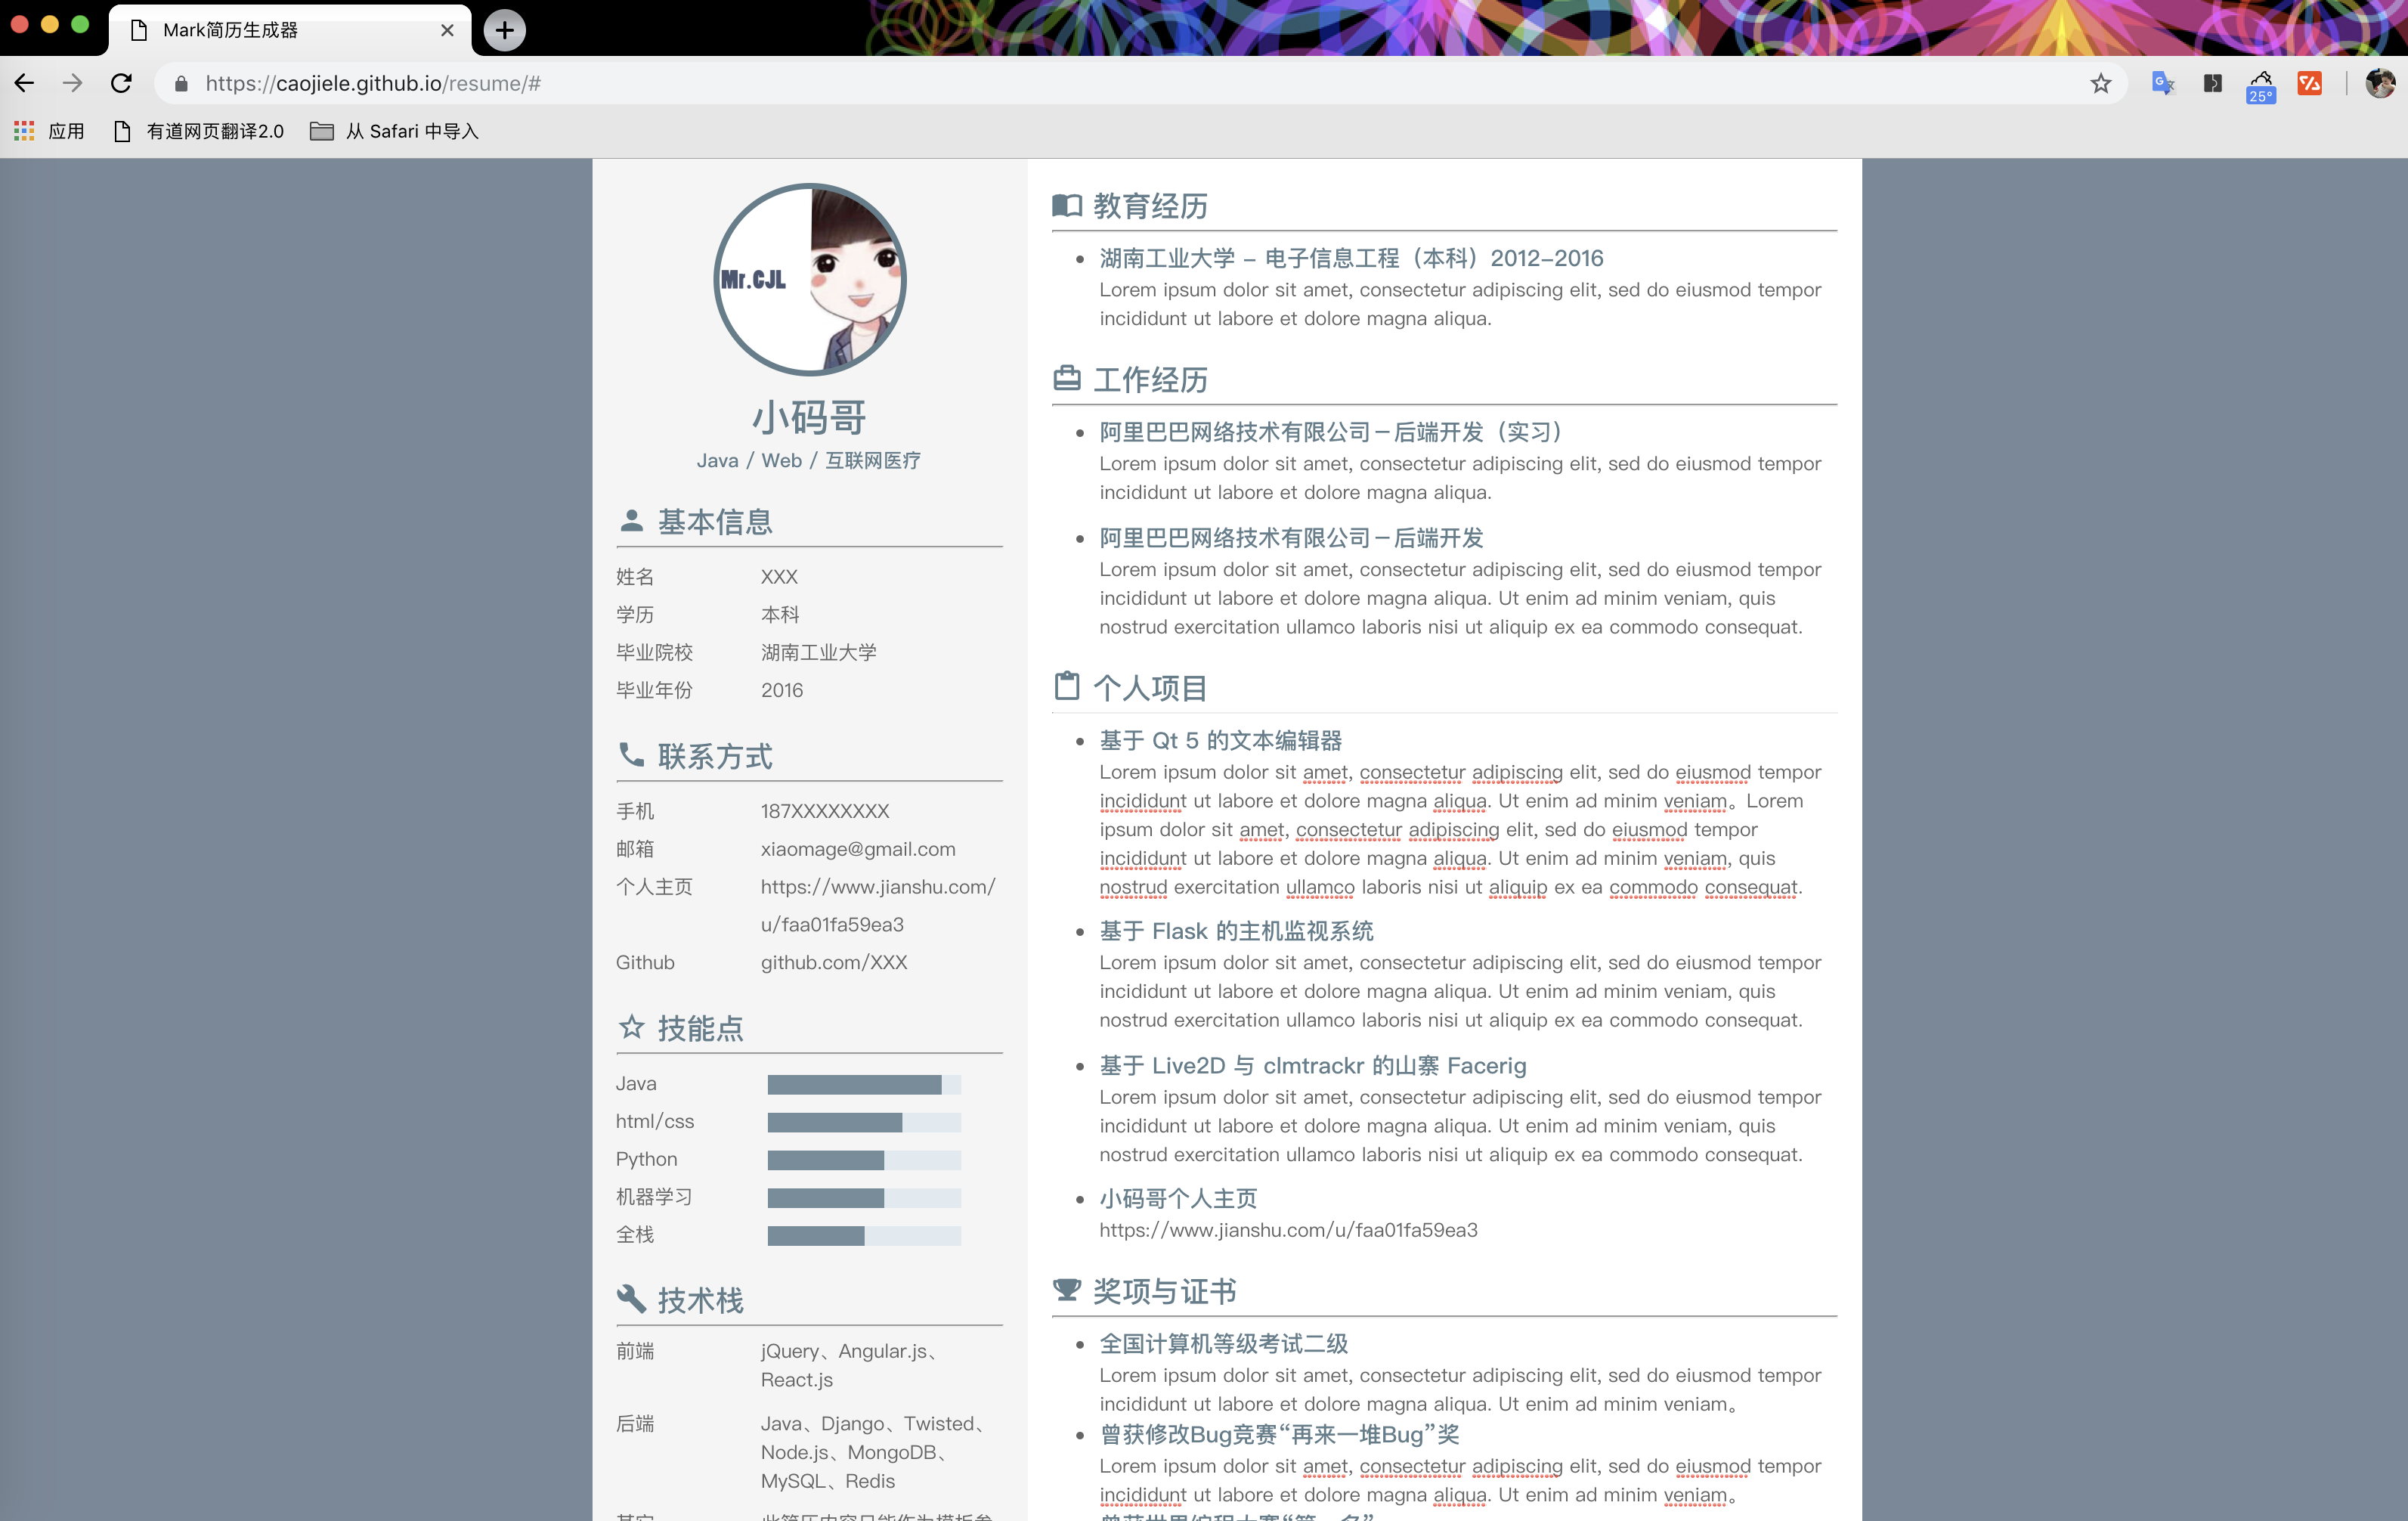 Mark简历生成器
https://caojiele.github.io/resume/#
25°
应用
有道网页翻译2.0
从 Safari 中导入
Mr.CJL
小码哥
Java / Web / 互联网医疗
基本信息
姓名 XXX
学历 本科
毕业院校 湖南工业大学
毕业年份 2016
联系方式
手机 187XXXXXXXX
邮箱 xiaomage@gmail.com
个人主页 https://www.jianshu.com/
u/faa01fa59ea3
Github github.com/XXX
技能点
Java
html/css
Python
机器学习
全栈
技术栈
前端 jQuery、Angular.js、
React.js
后端 Java、Django、Twisted、
Node.js、MongoDB、
MySQL、Redis
其它 此简历内容只能作为模板参
教育经历
湖南工业大学 – 电子信息工程（本科）2012–2016
Lorem ipsum dolor sit amet, consectetur adipiscing elit, sed do eiusmod tempor
incididunt ut labore et dolore magna aliqua.
工作经历
阿里巴巴网络技术有限公司－后端开发（实习）
Lorem ipsum dolor sit amet, consectetur adipiscing elit, sed do eiusmod tempor
incididunt ut labore et dolore magna aliqua.
阿里巴巴网络技术有限公司－后端开发
Lorem ipsum dolor sit amet, consectetur adipiscing elit, sed do eiusmod tempor
incididunt ut labore et dolore magna aliqua. Ut enim ad minim veniam, quis
nostrud exercitation ullamco laboris nisi ut aliquip ex ea commodo consequat.
个人项目
基于 Qt 5 的文本编辑器
Lorem ipsum dolor sit amet, consectetur adipiscing elit, sed do eiusmod tempor
incididunt ut labore et dolore magna aliqua. Ut enim ad minim veniam。Lorem
ipsum dolor sit amet, consectetur adipiscing elit, sed do eiusmod tempor
incididunt ut labore et dolore magna aliqua. Ut enim ad minim veniam, quis
nostrud exercitation ullamco laboris nisi ut aliquip ex ea commodo consequat.
基于 Flask 的主机监视系统
Lorem ipsum dolor sit amet, consectetur adipiscing elit, sed do eiusmod tempor
incididunt ut labore et dolore magna aliqua. Ut enim ad minim veniam, quis
nostrud exercitation ullamco laboris nisi ut aliquip ex ea commodo consequat.
基于 Live2D 与 clmtrackr 的山寨 Facerig
Lorem ipsum dolor sit amet, consectetur adipiscing elit, sed do eiusmod tempor
incididunt ut labore et dolore magna aliqua. Ut enim ad minim veniam, quis
nostrud exercitation ullamco laboris nisi ut aliquip ex ea commodo consequat.
小码哥个人主页
https://www.jianshu.com/u/faa01fa59ea3
奖项与证书
全国计算机等级考试二级
Lorem ipsum dolor sit amet, consectetur adipiscing elit, sed do eiusmod tempor
incididunt ut labore et dolore magna aliqua. Ut enim ad minim veniam。
曾获修改Bug竞赛“再来一堆Bug”奖
Lorem ipsum dolor sit amet, consectetur adipiscing elit, sed do eiusmod tempor
incididunt ut labore et dolore magna aliqua. Ut enim ad minim veniam。
曾获世界编程大赛“第一名”